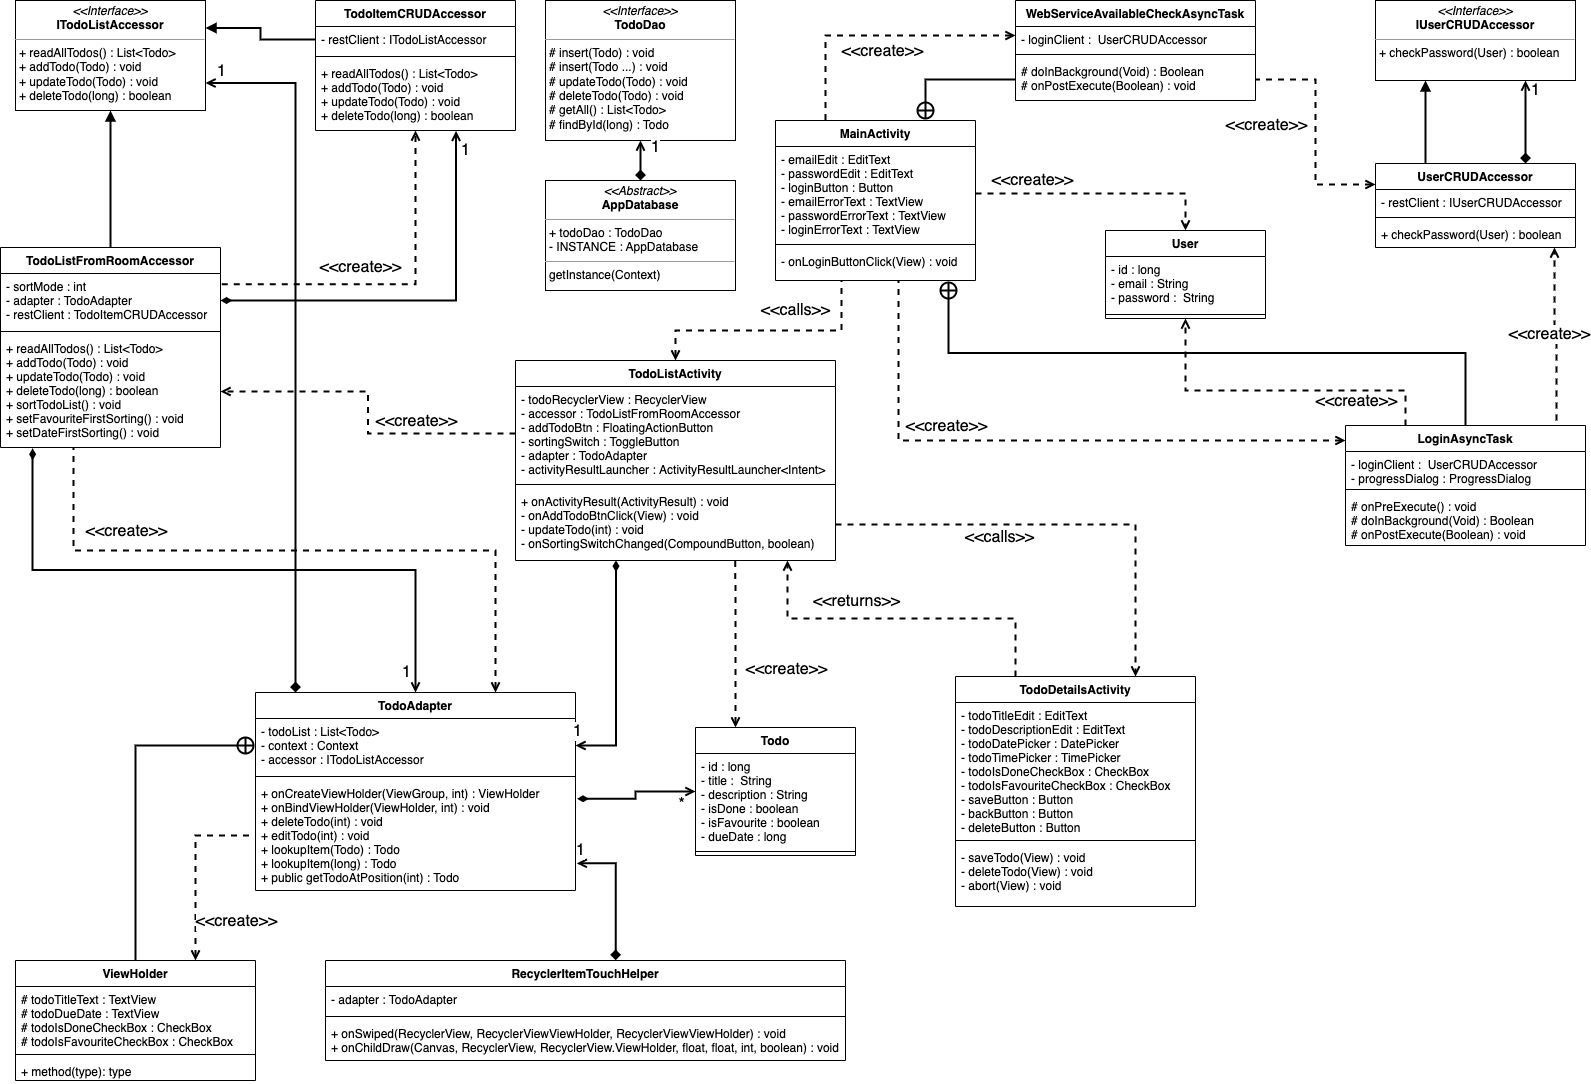 <<Interface>>
ITodoListAccessor
+ readAllTodos() : List<Todo>
+ addTodo(Todo) : void
+ updateTodo(Todo) : void
+ deleteTodo(long) : boolean
1
TodoItemCRUDAccessor
- restClient : ITodoListAccessor
+ readAllTodos() : List<Todo>
+ addTodo(Todo) : void
+ updateTodo(Todo) : void
+ deleteTodo(long) : boolean
1
<<Interface>>
TodoDao
# insert(Todo) : void
# insert(Todo ...) : void
# updateTodo(Todo) : void
# deleteTodo(Todo) : void
# getAll() : List<Todo>
# findById(long) : Todo
1
<<Abstract>>
AppDatabase
+ todoDao : TodoDao
- INSTANCE : AppDatabase
getInstance(Context)
<<create>>
WebServiceAvailableCheckAsyncTask
- loginClient : UserCRUDAccessor
# doInBackground(Void) : Boolean
# onPostExecute(Boolean) : void
<<create>>
<<Interface>>
IUserCRUDAccessor
+ checkPassword(User) : boolean
1
UserCRUDAccessor
- restClient : IUserCRUDAccessor
+ checkPassword(User) : boolean
MainActivity
- emailEdit : EditText
- passwordEdit : EditText
- loginButton : Button
- emailErrorText : TextView
- passwordErrorText : TextView
- loginErrorText : TextView
- onLoginButtonClick(View) : void
<<create>>
User
- id : long
- email : String
- password : String
<<create>>
TodoListFromRoomAccessor
- sortMode : int
- adapter : TodoAdapter
- restClient : TodoItemCRUDAccessor
+ readAllTodos() : List<Todo>
+ addTodo(Todo) : void
+ updateTodo(Todo) : void
+ deleteTodo(long) : boolean
+ sortTodoList() : void
+ setFavouriteFirstSorting() : void
+ setDateFirstSorting() : void
<<create>>
<<calls>>
TodoListActivity
- todoRecyclerView : RecyclerView
- accessor : TodoListFromRoomAccessor
- addTodoBtn : FloatingActionButton
- sortingSwitch : ToggleButton
- adapter : TodoAdapter
- activityResultLauncher : ActivityResultLauncher<Intent>
+ onActivityResult(ActivityResult) : void
- onAddTodoBtnClick(View) : void
- updateTodo(int) : void
- onSortingSwitchChanged(CompoundButton, boolean)
<<create>>
<<create>>
<<create>>
LoginAsyncTask
- loginClient : UserCRUDAccessor
- progressDialog : ProgressDialog
# onPreExecute() : void
# doInBackground(Void) : Boolean
# onPostExecute(Boolean) : void
<<create>>
<<calls>>
<<returns>>
<<create>>
1
TodoAdapter
- todoList : List<Todo>
- context : Context
- accessor : ITodoListAccessor
+ onCreateViewHolder(ViewGroup, int) : ViewHolder
+ onBindViewHolder(ViewHolder, int) : void
+ deleteTodo(int) : void
+ editTodo(int) : void
+ lookupItem(Todo) : Todo
+ lookupItem(long) : Todo
+ public getTodoAtPosition(int) : Todo
1
*
1
Todo
- id : long
- title : String
- description : String
- isDone : boolean
- isFavourite : boolean
- dueDate : long
TodoDetailsActivity
- todoTitleEdit : EditText
- todoDescriptionEdit : EditText
- todoDatePicker : DatePicker
- todoTimePicker : TimePicker
- todoIsDoneCheckBox : CheckBox
- todoIsFavouriteCheckBox : CheckBox
- saveButton : Button
- backButton : Button
- deleteButton : Button
- saveTodo(View) : void
- deleteTodo(View) : void
- abort(View) : void
<<create>>
ViewHolder
# todoTitleText : TextView
# todoDueDate : TextView
# todoIsDoneCheckBox : CheckBox
# todoIsFavouriteCheckBox : CheckBox
+ method(type): type
RecyclerItemTouchHelper
- adapter : TodoAdapter
+ onSwiped(RecyclerView, RecyclerViewViewHolder, RecyclerViewViewHolder) : void
+ onChildDraw(Canvas, RecyclerView, RecyclerView.ViewHolder, float, float, int, boolean) : void